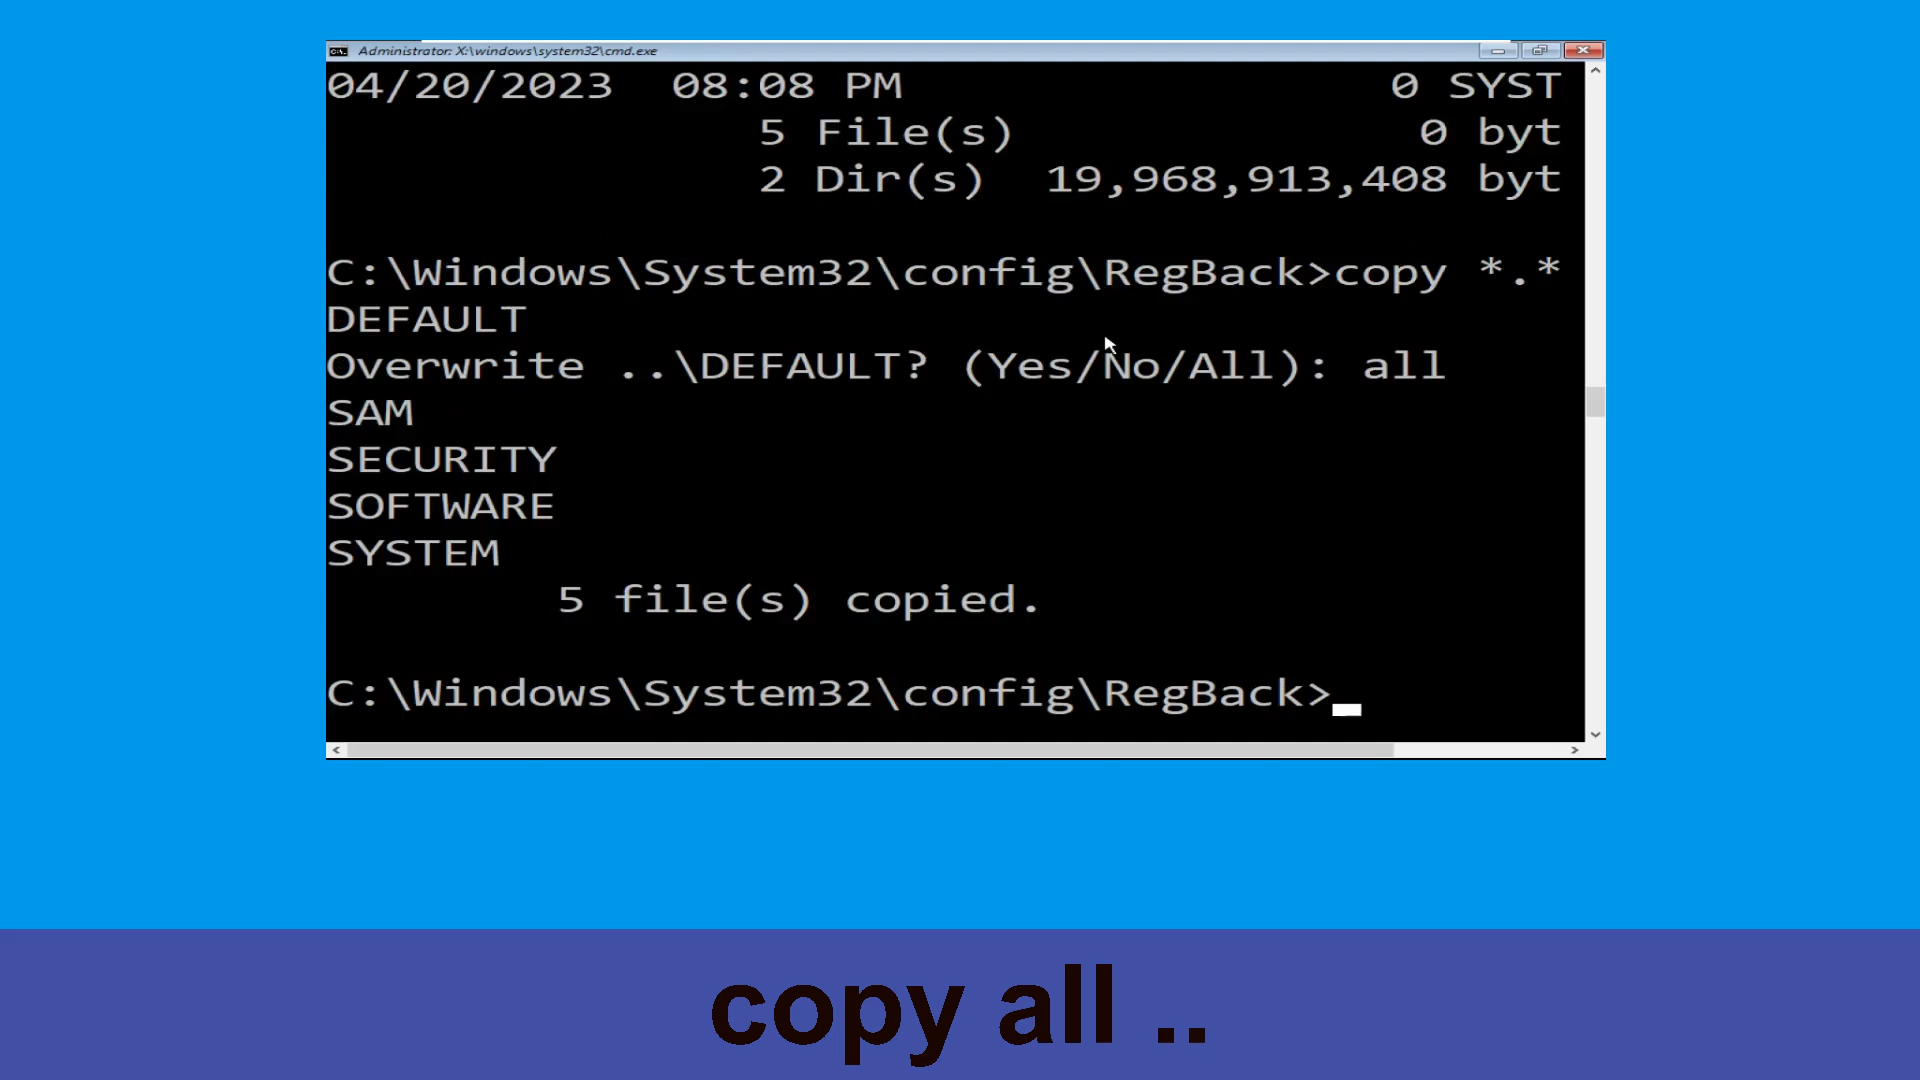 Administrator: X:\windows\system32\cmd.exe
04/20/2023  08:08 PM                 0 SYST
               5 File(s)              0 byt
               2 Dir(s)  19,968,913,408 byt
C:\Windows\System32\config\RegBack>copy *.*
DEFAULT
Overwrite ..\DEFAULT? (Yes/No/All): all
SAM
SECURITY
SOFTWARE
SYSTEM
        5 file(s) copied.
C:\Windows\System32\config\RegBack>
copy all ..